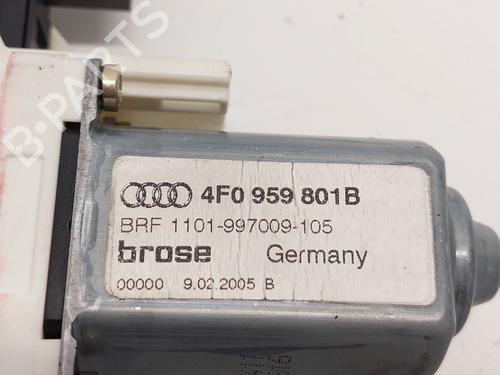 B-PARTS
4F0 959 801B
BRF 1101-997009-105
brose Germany
00000 9.02.2005 B